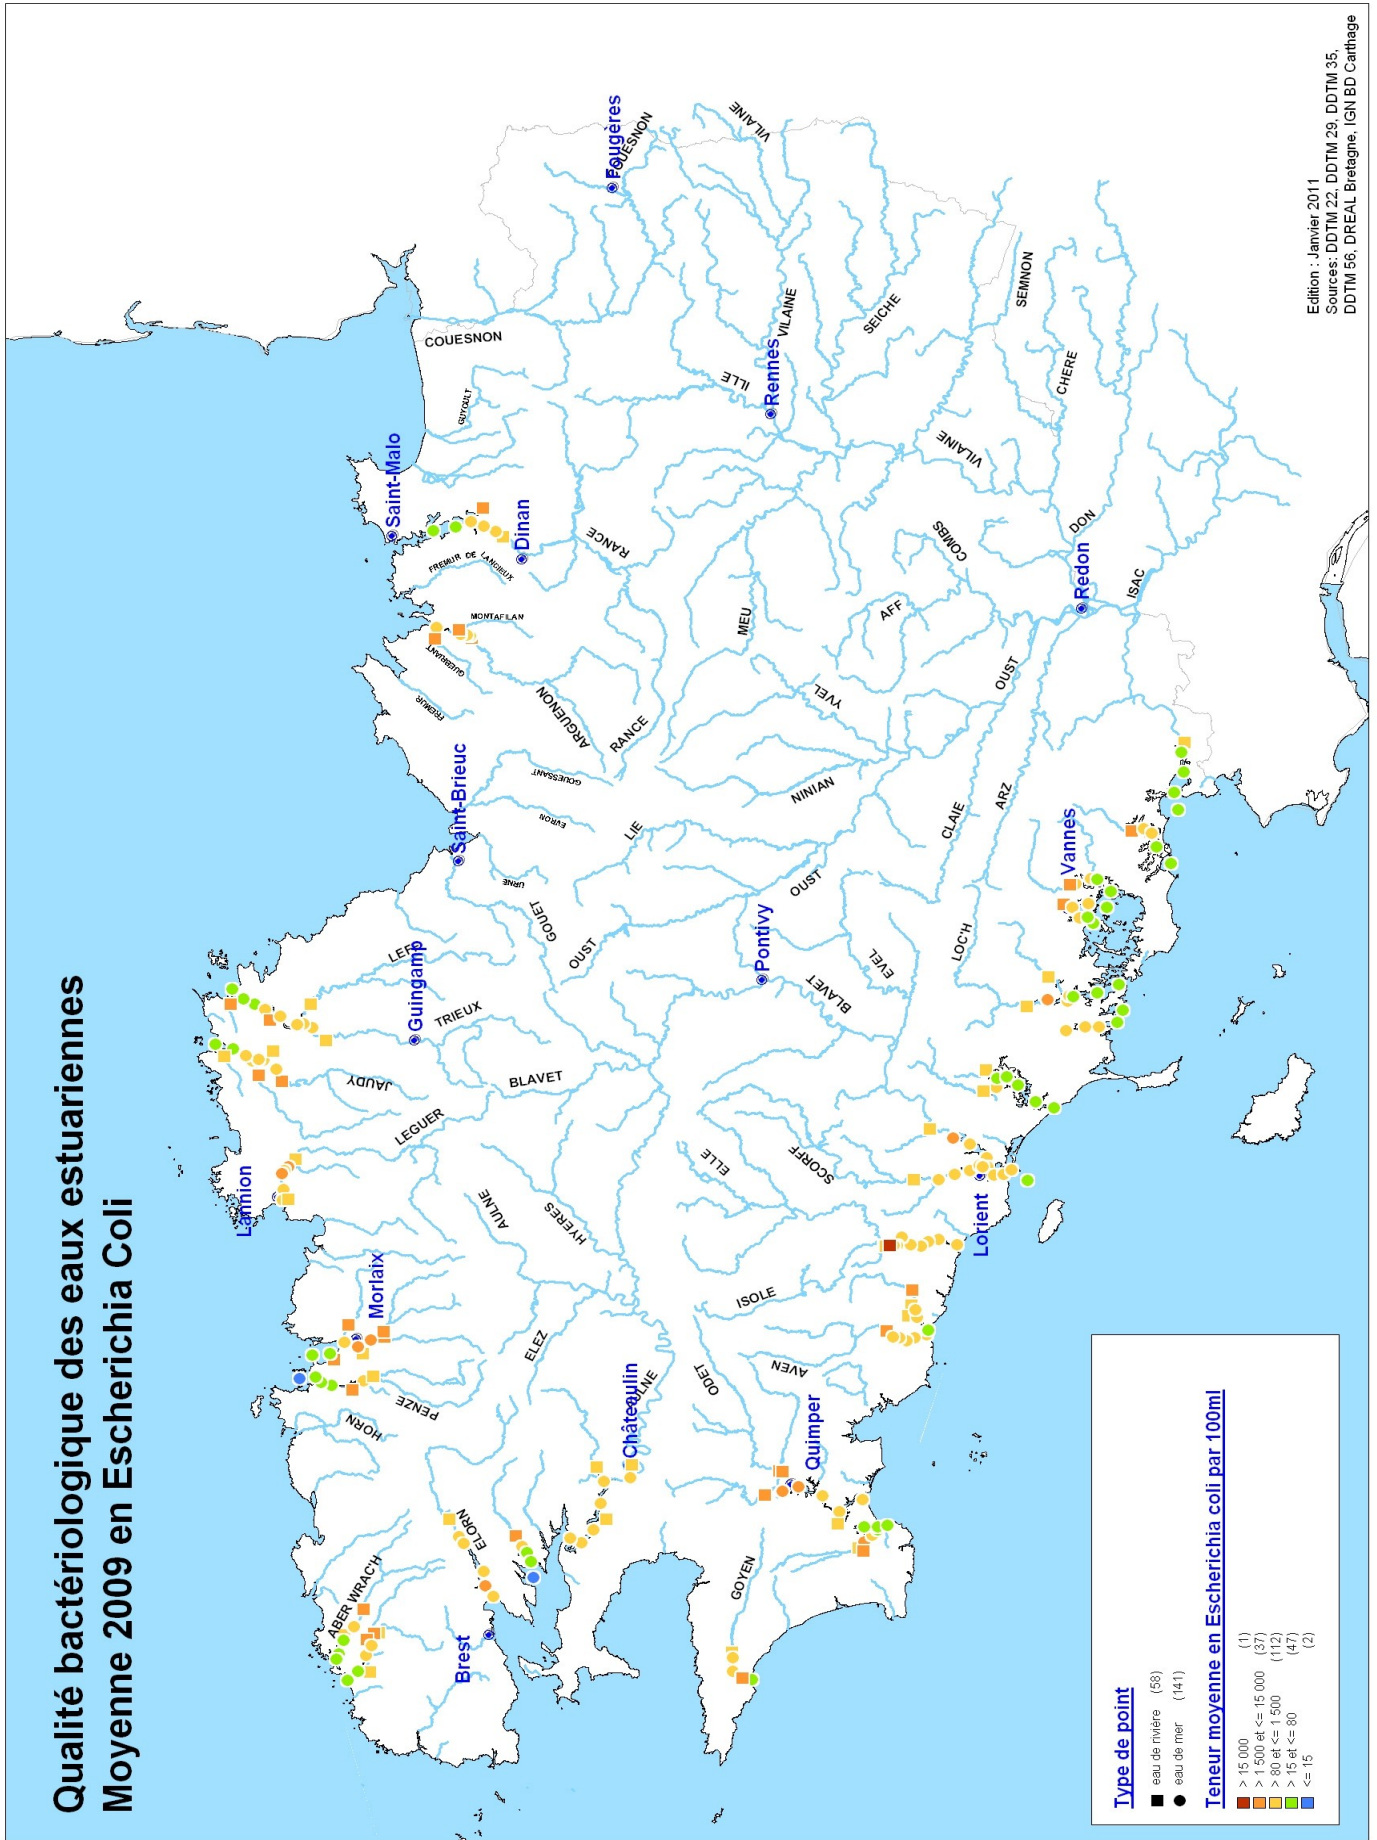 Qualité bactériologique des eaux estuariennes
Moyenne 2009 en Escherichia Coli
Lannion
Morlaix
Guingamp
Saint-Brieuc
Saint-Malo
Dinan
Fougères
Rennes
Redon
Pontivy
Vannes
Lorient
Quimper
Châteaulin
Brest
ABER WRAC'H
HORN
PENZE
ELORN
ELEZ
AULNE
AULNE
HYERES
LEGUER
JAUDY
TRIEUX
LEFF
BLAVET
GOUET
URNE
OUST
LIE
EVRON
GOUESSANT
FREMUR
GUEBRIANT
MONTAFILAN
FREMUR DE LANCIEUX
ARGUENON
RANCE
RANCE
GUYOULT
COUESNON
COUESNON
VILAINE
ILLE
VILAINE
SEICHE
SEMNON
CHERE
VILAINE
DON
ISAC
COMBS
AFF
MEU
YVEL
NINIAN
OUST
OUST
CLAIE
ARZ
LOC'H
EVEL
BLAVET
SCORFF
ELLE
ISOLE
AVEN
ODET
GOYEN
Type de point
eau de rivière (58)
eau de mer (141)
Teneur moyenne en Escherichia coli par 100ml
> 15 000 (1)
> 1 500 et <= 15 000 (37)
> 80 et <= 1 500 (112)
> 15 et <= 80 (47)
<= 15 (2)
Edition : Janvier 2011
Sources: DDTM 22, DDTM 29, DDTM 35,
DDTM 56, DREAL Bretagne, IGN BD Carthage